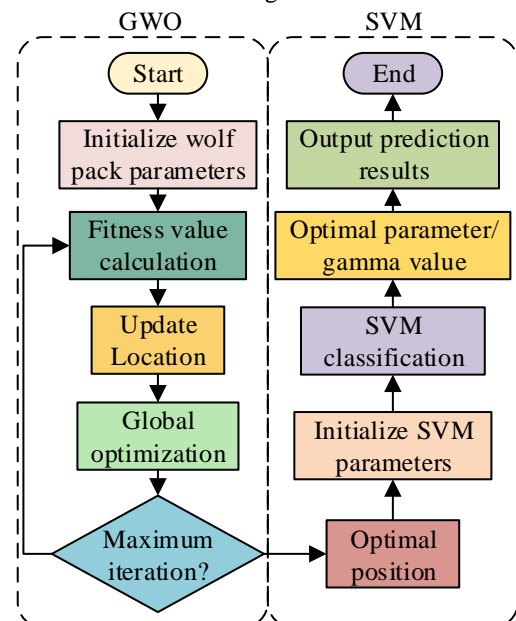 GWO
Start
Initialize wolf
pack parameters
Fitness value
calculation
Update
Location
Global
optimization
Maximum
iteration?
SVM
End
Output prediction
results
Optimal parameter/
gamma value
SVM
classification
Initialize SVM
parameters
Optimal
position